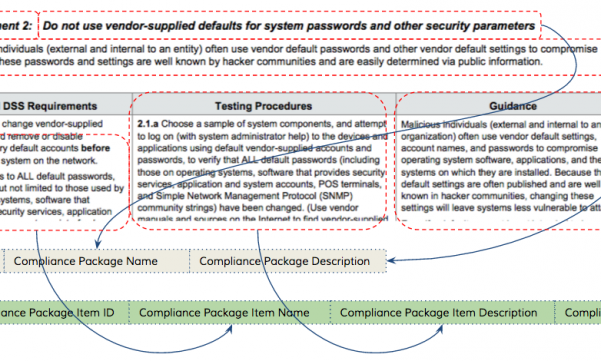 ment 2: Do not use vendor-supplied defaults for system passwords and other security parameters
individuals (external and internal to an entity) often use vendor default passwords and other vendor default settings to compromise
hese passwords and settings are well known by hacker communities and are easily determined via public information.
DSS Requirements
Testing Procedures
Guidance
change vendor-supplied
d remove or disable
ry default accounts before
system on the network.
s to ALL default passwords,
ut not limited to those used by
stems, software that
ecurity services, application
2.1.a Choose a sample of system components, and attempt
to log on (with system administrator help) to the devices and
applications using default vendor-supplied accounts and
passwords, to verify that ALL default passwords (including
those on operating systems, software that provides security
services, application and system accounts, POS terminals,
and Simple Network Management Protocol (SNMP)
community strings) have been changed. (Use vendor
manuals and sources on the Internet to find vendor-supplied
Malicious individuals (external and internal to an
organization) often use vendor default settings,
account names, and passwords to compromise
operating system software, applications, and the
systems on which they are installed. Because th
default settings are often published and are well
known in hacker communities, changing these
settings will leave systems less vulnerable to att
Compliance Package Name
Compliance Package Description
ance Package Item ID
Compliance Package Item Name
Compliance Package Item Description
Compli